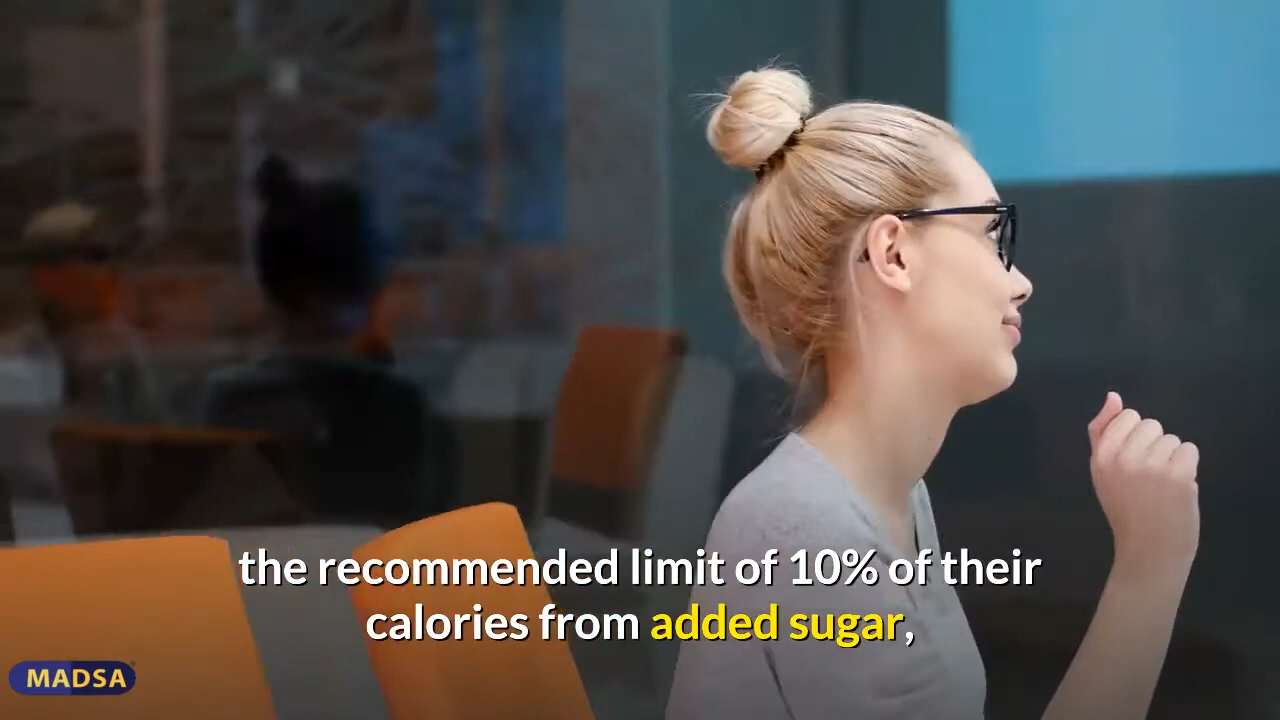 the recommended limit of 10% of their
calories from added sugar,
MADSA